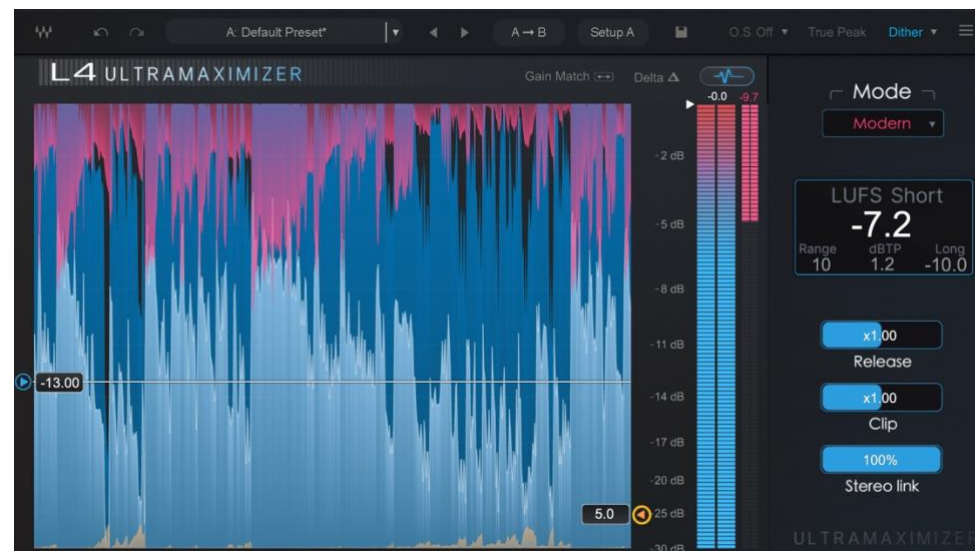 A: Default Preset*
A→B
Setup A
O.S Off
True Peak
Dither
L4 ULTRAMAXIMIZER
Gain Match
Delta Δ
-0.0
-9.7
-2 dB
-5 dB
-8 dB
-11 dB
-14 dB
-17 dB
-20 dB
-25 dB
-30 dB
-13.00
5.0
Mode
Modern
LUFS Short
-7.2
Range dBTP Long
10 1.2 -10.0
x1.00
Release
x1.00
Clip
100%
Stereo link
ULTRAMAXIMIZE